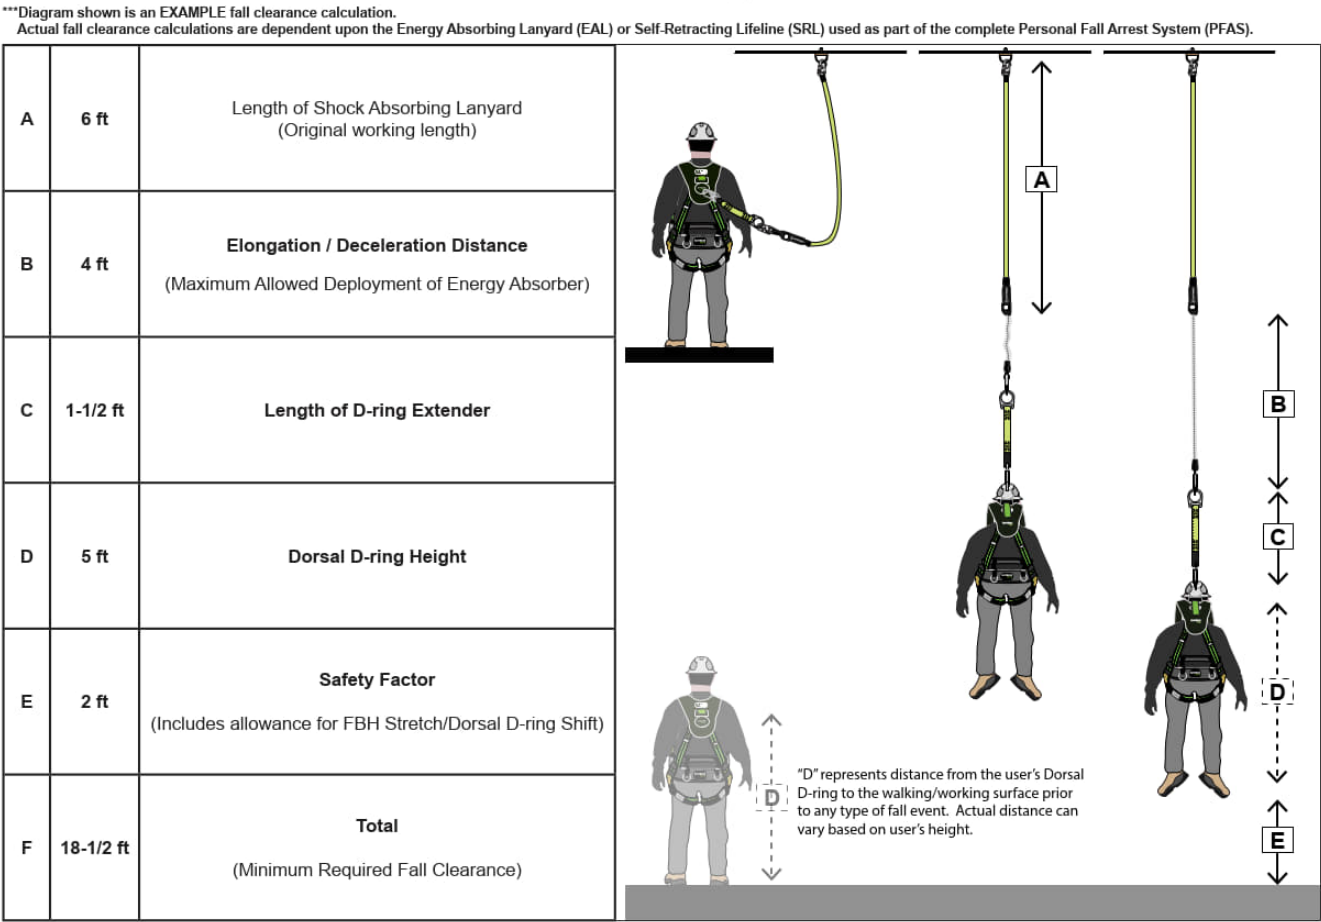 ***Diagram shown is an EXAMPLE fall clearance calculation.
Actual fall clearance calculations are dependent upon the Energy Absorbing Lanyard (EAL) or Self-Retracting Lifeline (SRL) used as part of the complete Personal Fall Arrest System (PFAS).
A
6 ft
Length of Shock Absorbing Lanyard
(Original working length)
B
4 ft
Elongation / Deceleration Distance
(Maximum Allowed Deployment of Energy Absorber)
C
1-1/2 ft
Length of D-ring Extender
D
5 ft
Dorsal D-ring Height
E
2 ft
Safety Factor
(Includes allowance for FBH Stretch/Dorsal D-ring Shift)
F
18-1/2 ft
Total
(Minimum Required Fall Clearance)
A
B
C
D
E
D
"D" represents distance from the user's Dorsal
D-ring to the walking/working surface prior
to any type of fall event. Actual distance can
vary based on user's height.